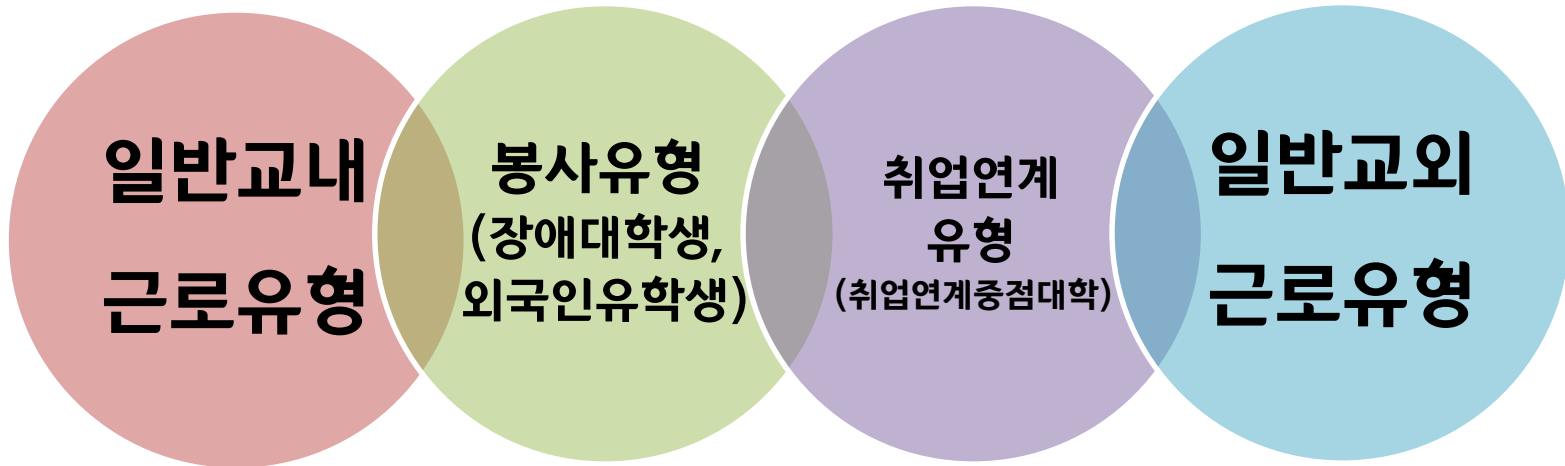 일반교내
근로유형
봉사유형
(장애대학생,
외국인유학생)
취업연계
유형
(취업연계중점대학)
일반교외
근로유형